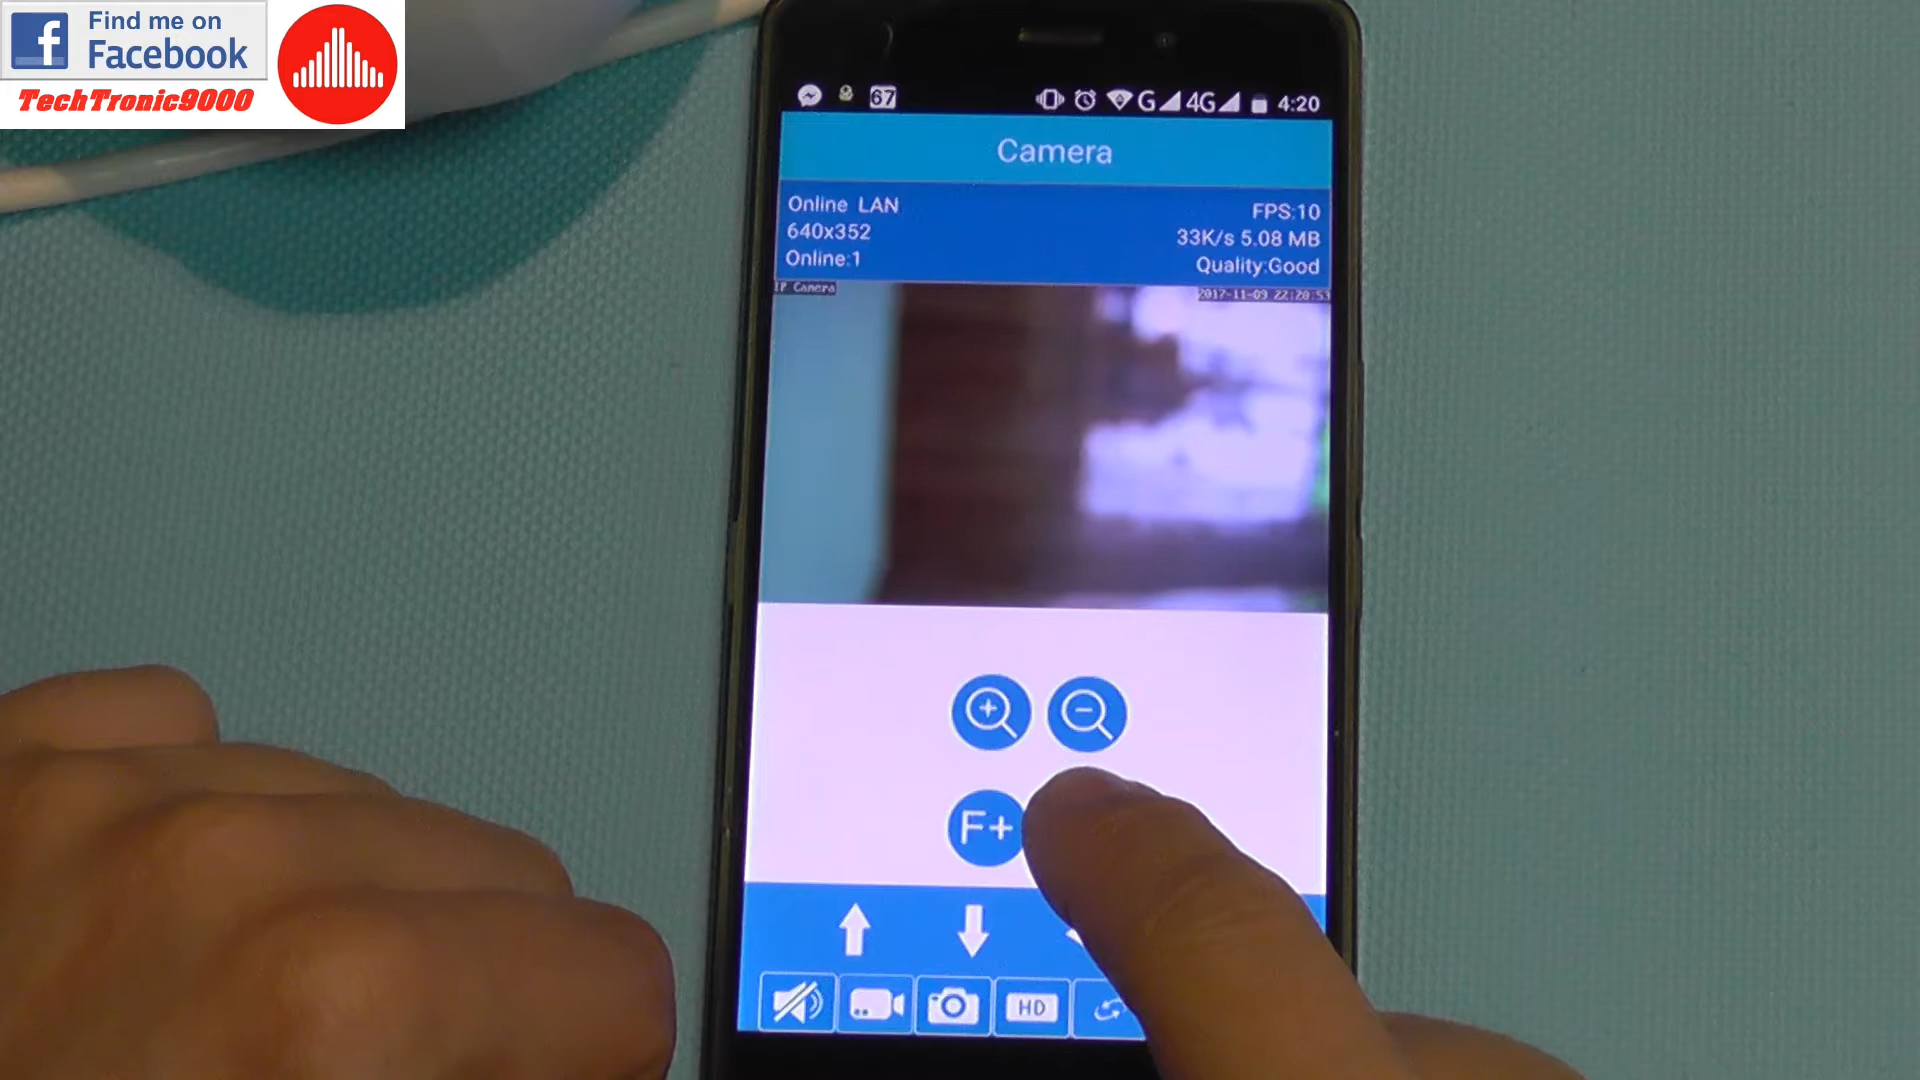 Find me on
Facebook
TechTronic9000
67
G 4G 4:20
Camera
Online LAN
640x352
Online:1
FPS:10
33K/s 5.08 MB
Quality:Good
IP Camera
2017-11-09 22:20:53
F+
HD